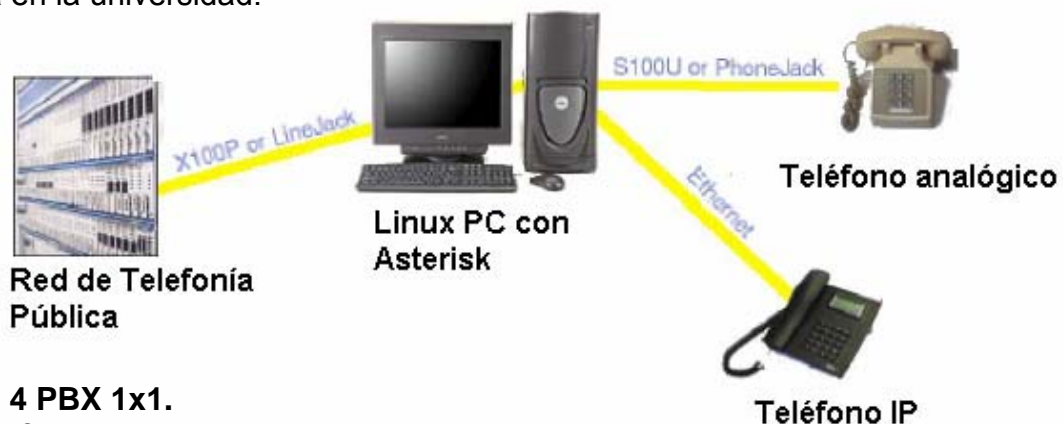 en la universidad.
S100U or PhoneJack
X100P or LineJack
Ethernet
Teléfono analógico
Linux PC con
Asterisk
Red de Telefonía
Pública
4 PBX 1x1.
Teléfono IP